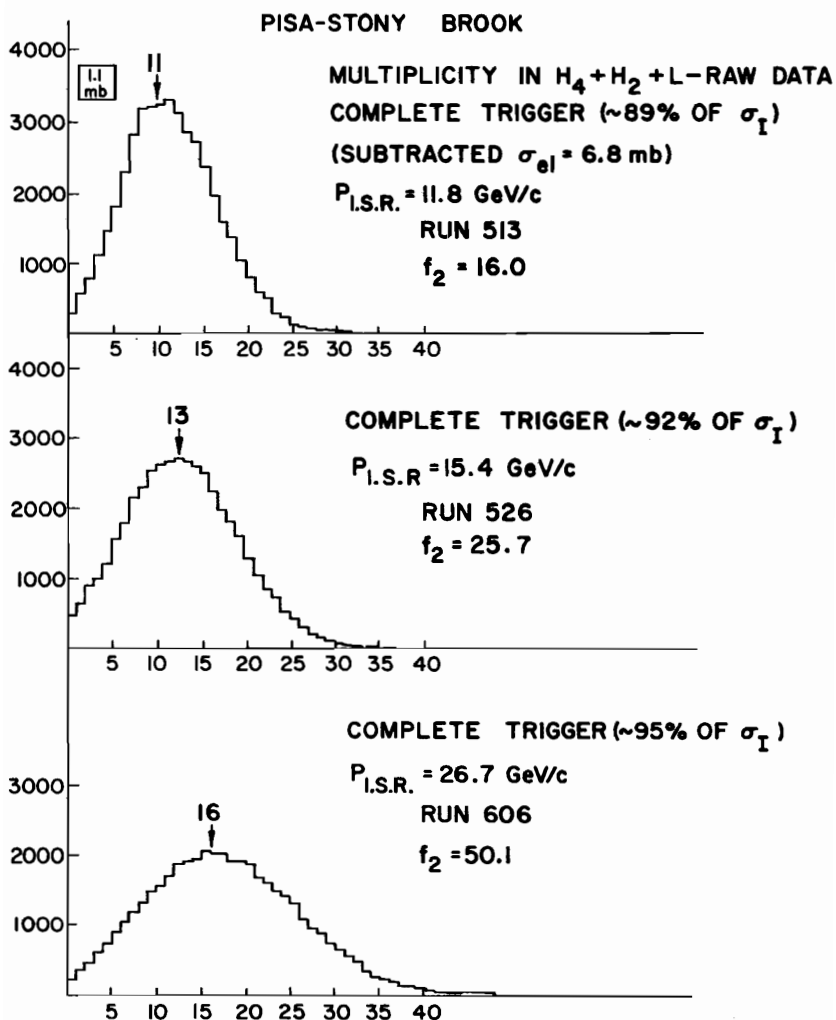 PISA-STONY BROOK
4000
3000
2000
1000
1.1
mb
11
MULTIPLICITY IN H4+H2+L-RAW DATA
COMPLETE TRIGGER (~89% OF σI)
(SUBTRACTED σel = 6.8 mb)
PI.S.R. = 11.8 GeV/c
RUN 513
f2 = 16.0
5 10 15 20 25 30 35 40
4000
3000
2000
1000
13
COMPLETE TRIGGER (~92% OF σI)
PI.S.R = 15.4 GeV/c
RUN 526
f2 = 25.7
5 10 15 20 25 30 35 40
3000
2000
1000
16
COMPLETE TRIGGER (~95% OF σI)
PI.S.R. = 26.7 GeV/c
RUN 606
f2 = 50.1
5 10 15 20 25 30 35 40